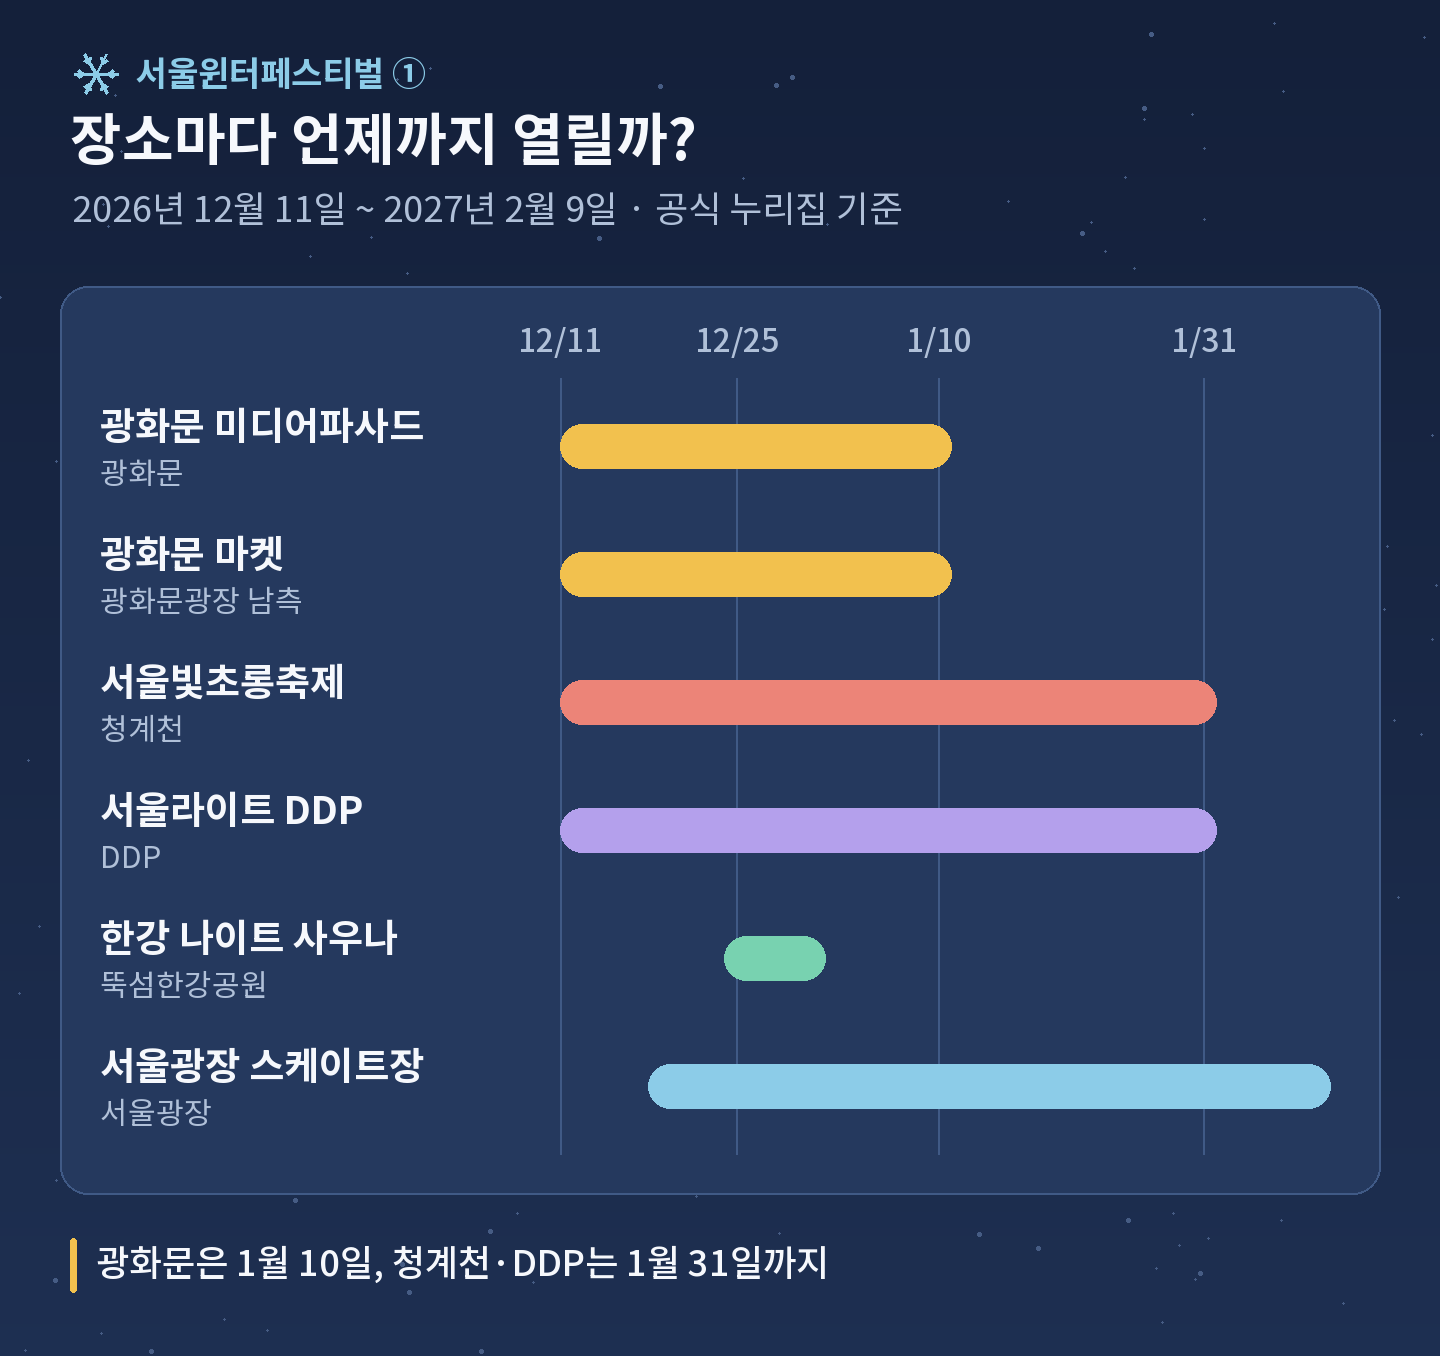 서울윈터페스티벌 ①
장소마다 언제까지 열릴까?
2026년 12월 11일 ~ 2027년 2월 9일 · 공식 누리집 기준
12/11 12/25 1/10 1/31
광화문 미디어파사드
광화문
광화문 마켓
광화문광장 남측
서울빛초롱축제
청계천
서울라이트 DDP
DDP
한강 나이트 사우나
뚝섬한강공원
서울광장 스케이트장
서울광장
광화문은 1월 10일, 청계천·DDP는 1월 31일까지